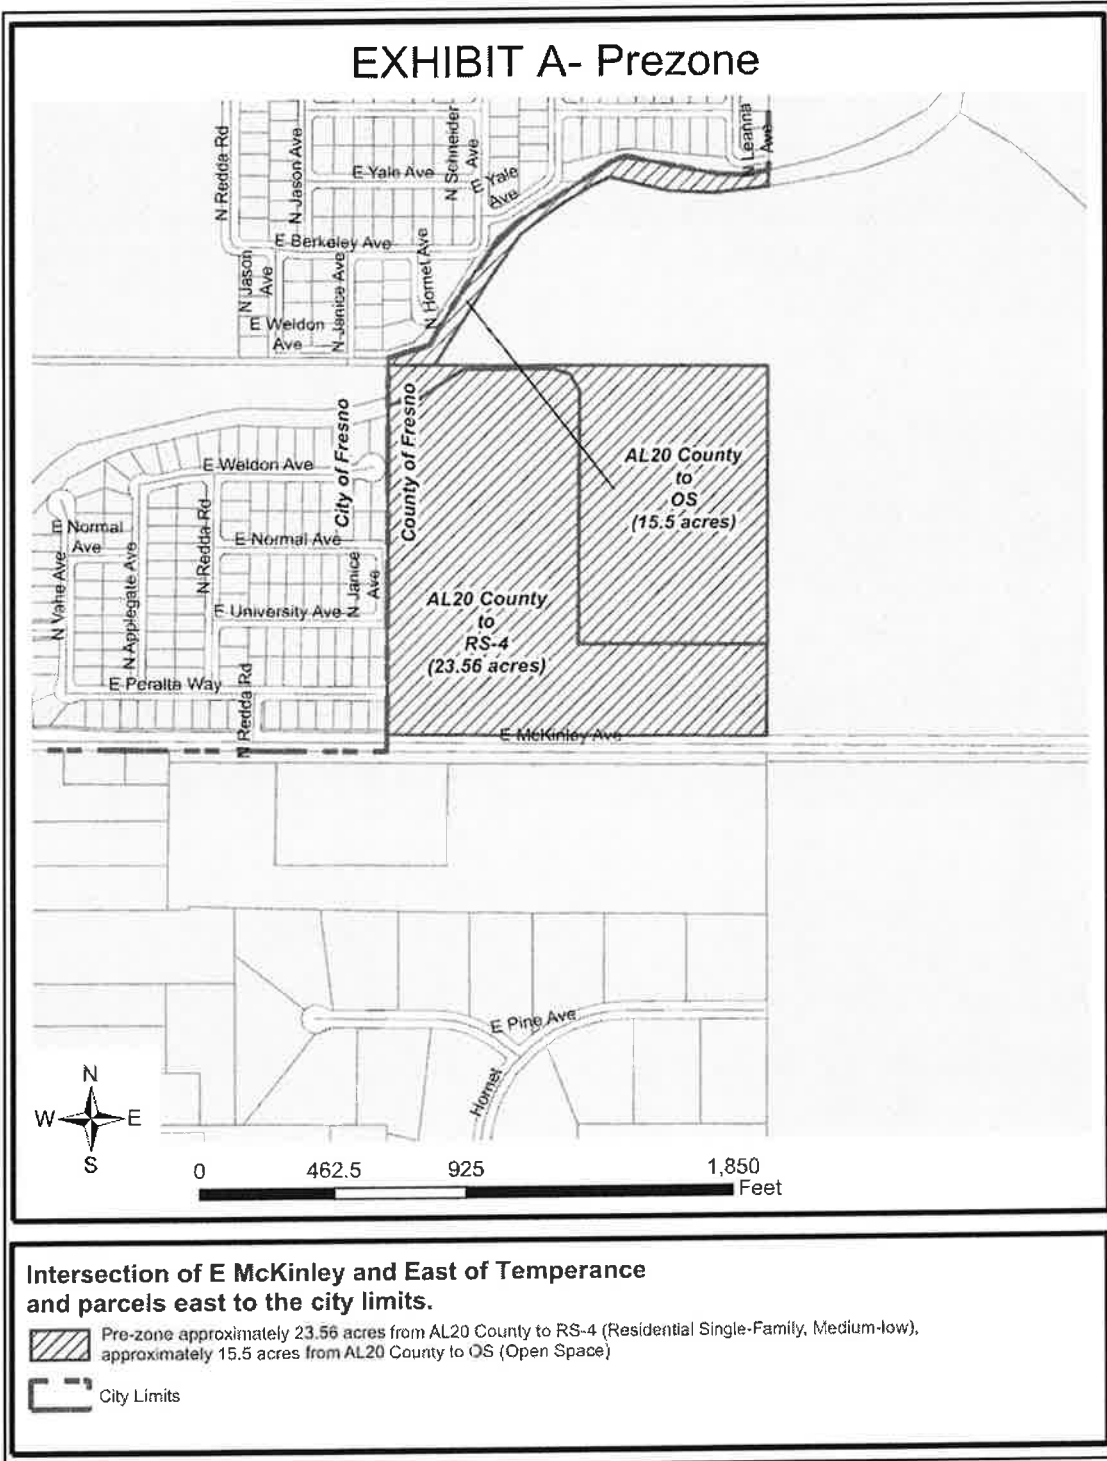 EXHIBIT A- Prezone
N Redda Rd
N Jason Ave
N Schneider
Ave
N Leanna
Ave
E Yale Ave
E Yale
Ave
E Berkeley Ave
N Jason
Ave
N Janice Ave
N Hornet Ave
E Weldon
Ave
City of Fresno
County of Fresno
AL20 County
to
OS
(15.5 acres)
E Weldon Ave
E Normal
Ave
N Vahe Ave
N Applegate Ave
N Redda Rd
E Normal Ave
N Janice
Ave
E University Ave
AL20 County
to
RS-4
(23.56 acres)
E Peralta Way
N Redda Rd
E McKinley Ave
E Pine Ave
Hornet
N
W
E
S
0
462.5
925
1,850
Feet
Intersection of E McKinley and East of Temperance
and parcels east to the city limits.
Pre-zone approximately 23.56 acres from AL20 County to RS-4 (Residential Single-Family, Medium-low),
approximately 15.5 acres from AL20 County to OS (Open Space)
City Limits